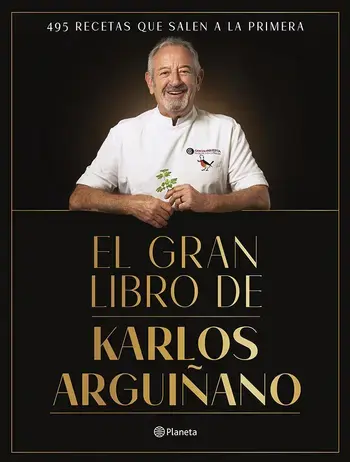 495 RECETAS QUE SALEN A LA PRIMERA
EL GRAN
LIBRO DE
KARLOS
ARGUIÑANO
Planeta